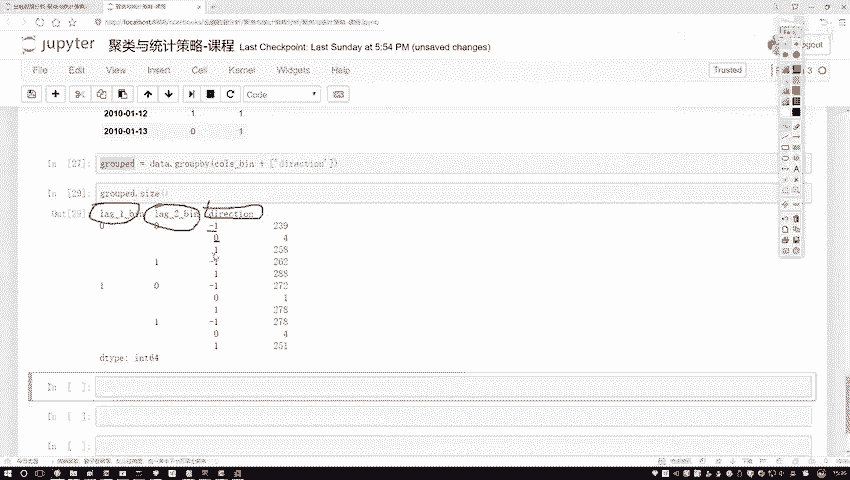 jupyter 聚类与统计策略-课程 Last Checkpoint: Last Sunday at 5:54 PM (unsaved changes)
Logout
File Edit View Insert Cell Kernel Widgets Help
Trusted
3
Code
2010-01-12 1 1
2010-01-13 0 1
In [27]: grouped = data.groupby(cols_bin + ['direction'])
In [29]: grouped.size()
Out[29]: lag_1_bin lag_2_bin direction
0 0 -1 239
0 4
1 258
1 -1 262
1 288
1 0 -1 272
0 1
1 278
1 -1 278
0 4
1 251
dtype: int64
In [ ]:
In [ ]:
In [ ]: